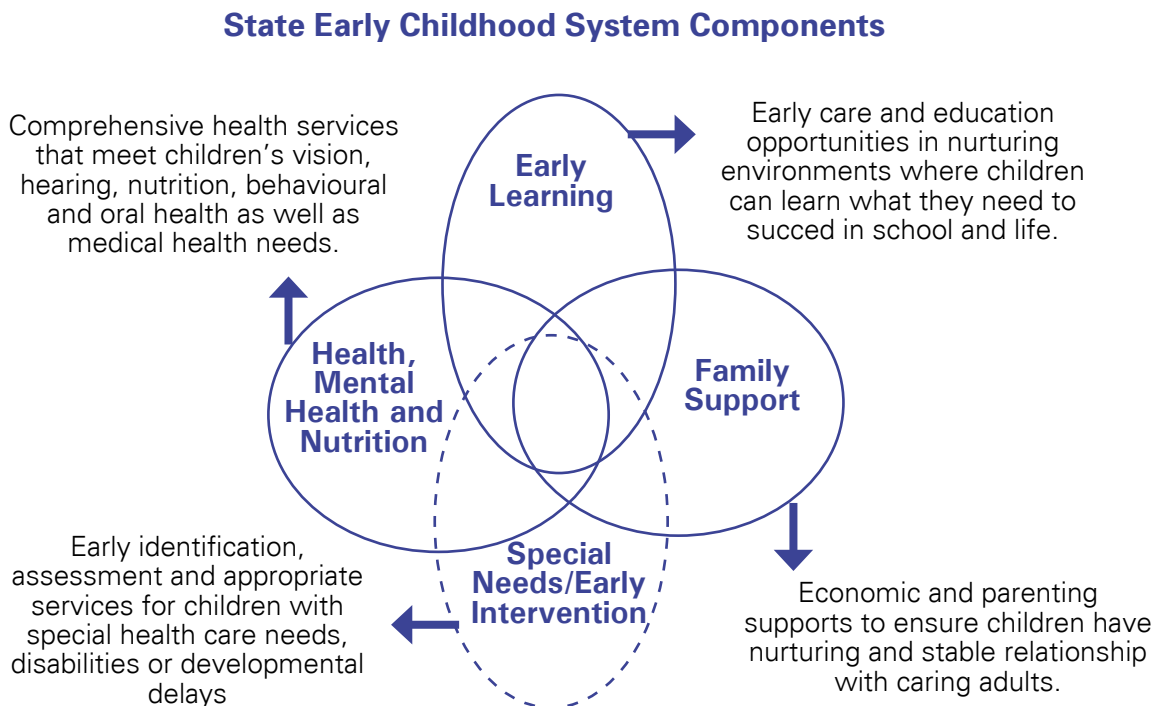 State Early Childhood System Components
Comprehensive health services
that meet children's vision,
hearing, nutrition, behavioural
and oral health as well as
medical health needs.
Early
Learning
Early care and education
opportunities in nurturing
environments where children
can learn what they need to
succed in school and life.
Health,
Mental
Health and
Nutrition
Family
Support
Early identification,
assessment and appropriate
services for children with
special health care needs,
disabilities or developmental
delays
Special
Needs/Early
Intervention
Economic and parenting
supports to ensure children have
nurturing and stable relationship
with caring adults.